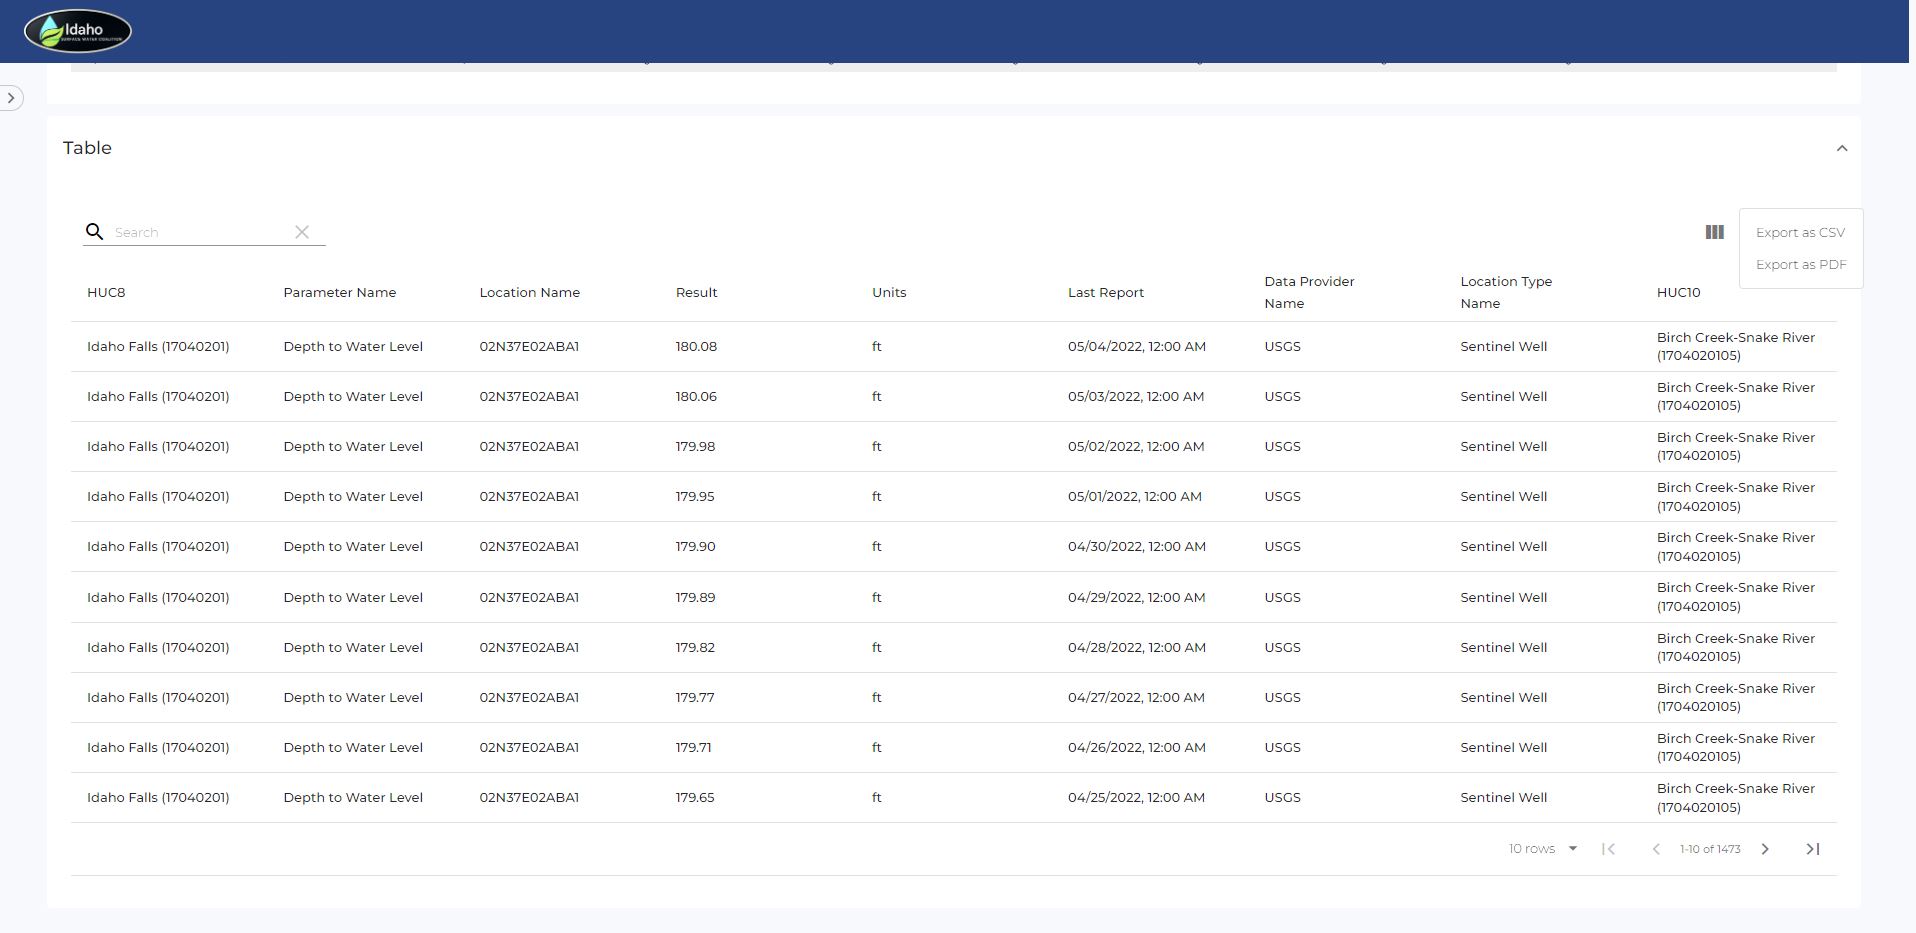 Idaho
SURFACE WATER COALITION
Table
Search
Export as CSV
Export as PDF
HUC8 Parameter Name Location Name Result Units Last Report Data Provider Name Location Type Name HUC10
Idaho Falls (17040201) Depth to Water Level 02N37E02ABA1 180.08 ft 05/04/2022, 12:00 AM USGS Sentinel Well Birch Creek-Snake River (1704020105)
Idaho Falls (17040201) Depth to Water Level 02N37E02ABA1 180.06 ft 05/03/2022, 12:00 AM USGS Sentinel Well Birch Creek-Snake River (1704020105)
Idaho Falls (17040201) Depth to Water Level 02N37E02ABA1 179.98 ft 05/02/2022, 12:00 AM USGS Sentinel Well Birch Creek-Snake River (1704020105)
Idaho Falls (17040201) Depth to Water Level 02N37E02ABA1 179.95 ft 05/01/2022, 12:00 AM USGS Sentinel Well Birch Creek-Snake River (1704020105)
Idaho Falls (17040201) Depth to Water Level 02N37E02ABA1 179.90 ft 04/30/2022, 12:00 AM USGS Sentinel Well Birch Creek-Snake River (1704020105)
Idaho Falls (17040201) Depth to Water Level 02N37E02ABA1 179.89 ft 04/29/2022, 12:00 AM USGS Sentinel Well Birch Creek-Snake River (1704020105)
Idaho Falls (17040201) Depth to Water Level 02N37E02ABA1 179.82 ft 04/28/2022, 12:00 AM USGS Sentinel Well Birch Creek-Snake River (1704020105)
Idaho Falls (17040201) Depth to Water Level 02N37E02ABA1 179.77 ft 04/27/2022, 12:00 AM USGS Sentinel Well Birch Creek-Snake River (1704020105)
Idaho Falls (17040201) Depth to Water Level 02N37E02ABA1 179.71 ft 04/26/2022, 12:00 AM USGS Sentinel Well Birch Creek-Snake River (1704020105)
Idaho Falls (17040201) Depth to Water Level 02N37E02ABA1 179.65 ft 04/25/2022, 12:00 AM USGS Sentinel Well Birch Creek-Snake River (1704020105)
10 rows 1-10 of 1473